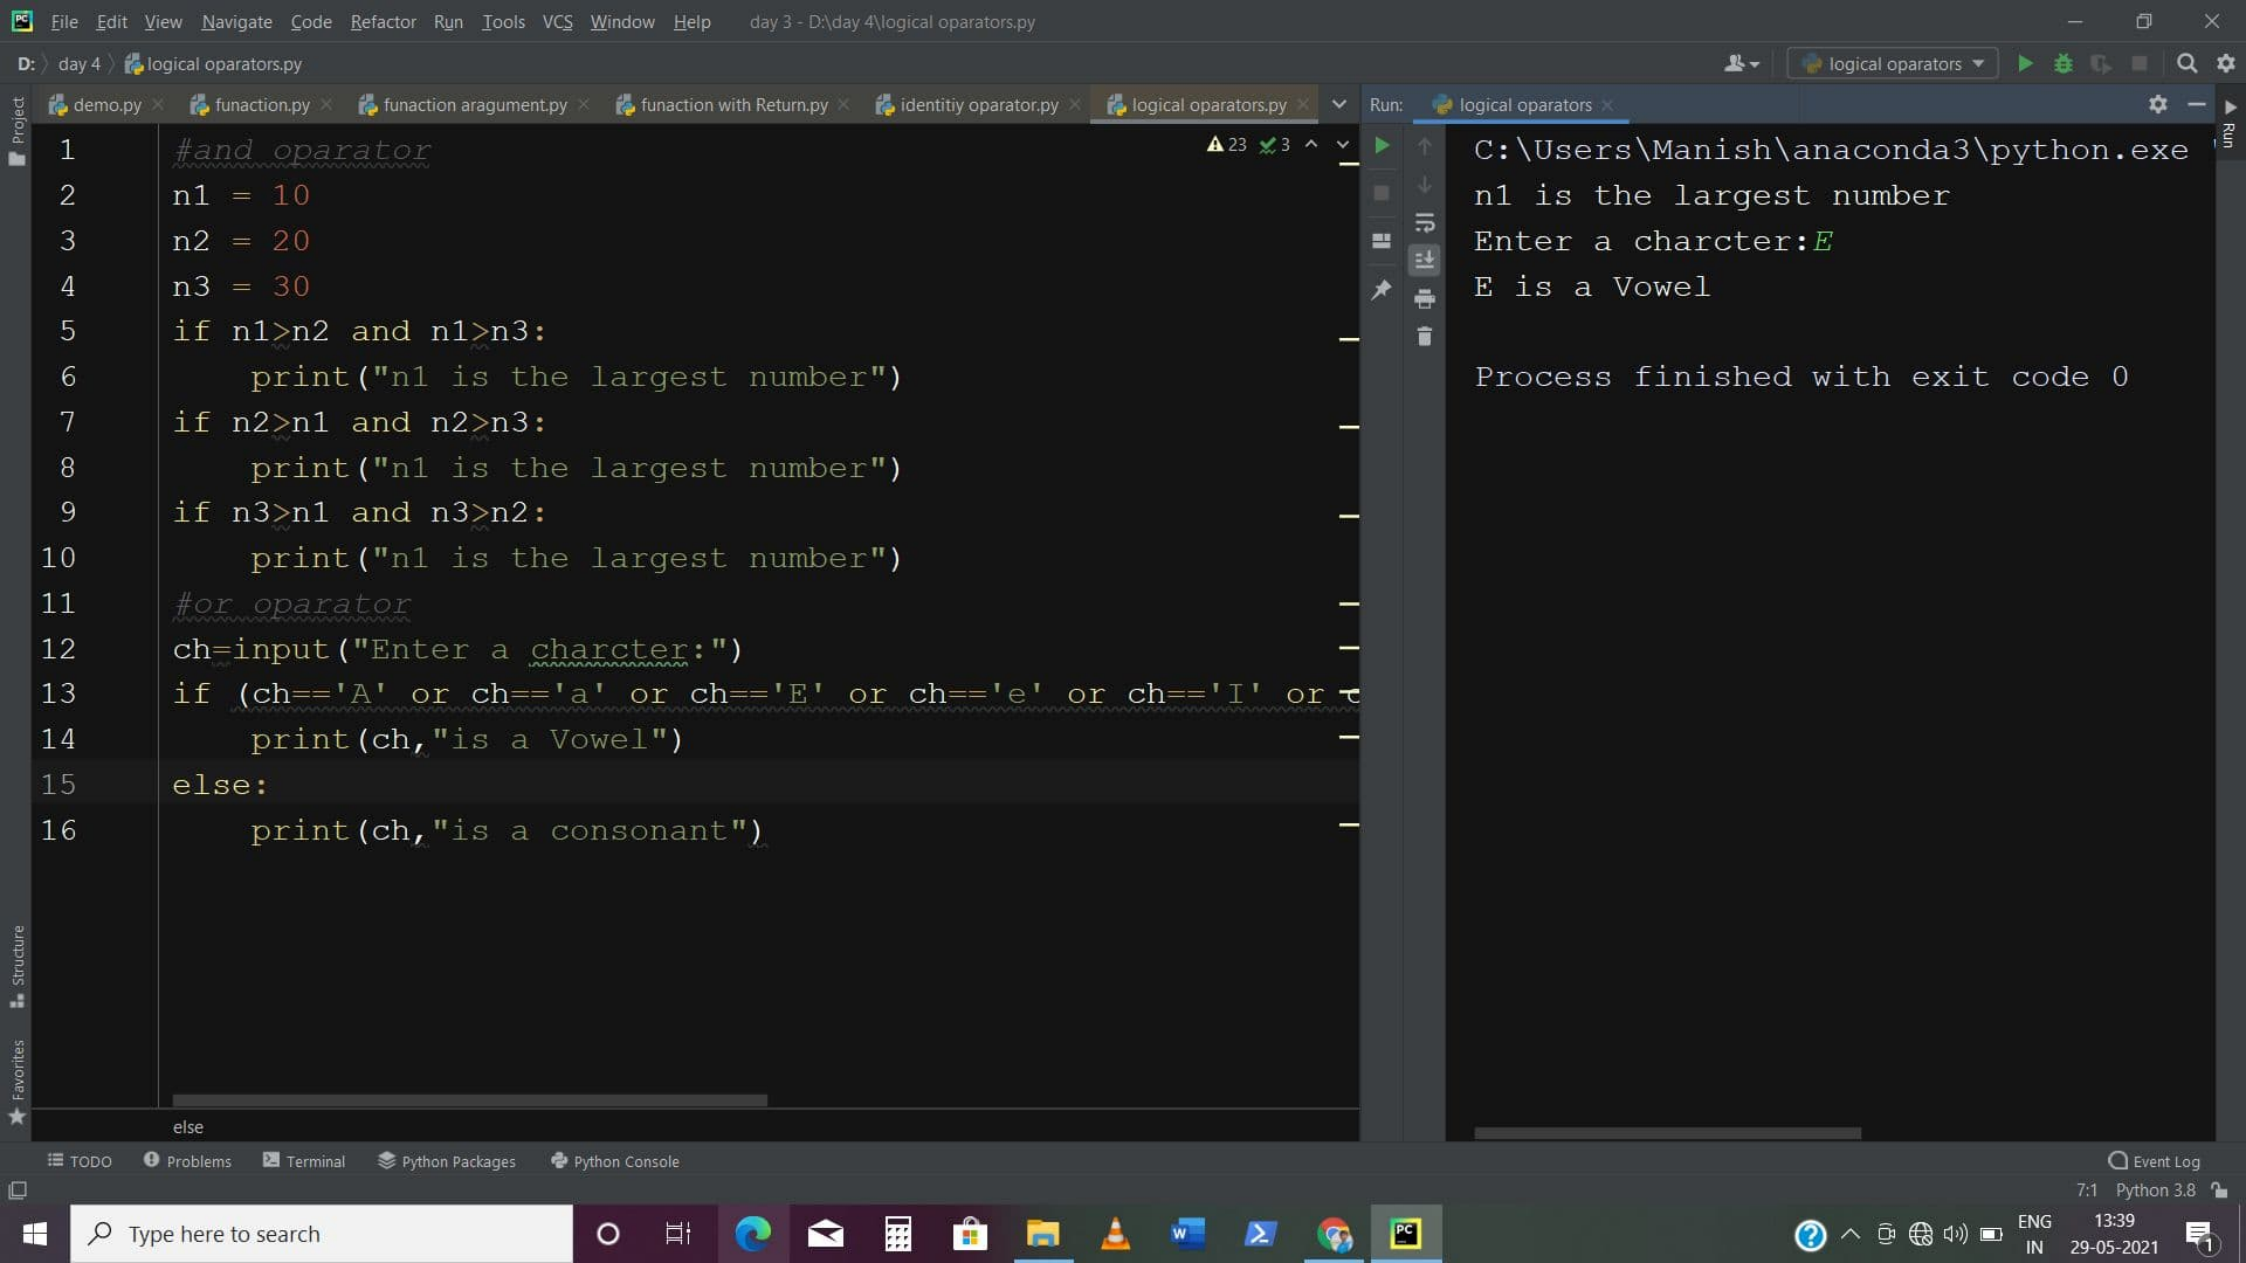 File Edit View Navigate Code Refactor Run Tools VCS Window Help day 3 - D:\day 4\logical oparators.py
D: day 4 logical oparators.py logical oparators
demo.py funaction.py funaction aragument.py funaction with Return.py identitiy oparator.py logical oparators.py Run: logical oparators
Project
Run
23 3
1 #and oparator
2 n1 = 10
3 n2 = 20
4 n3 = 30
5 if n1>n2 and n1>n3:
6 print("n1 is the largest number")
7 if n2>n1 and n2>n3:
8 print("n1 is the largest number")
9 if n3>n1 and n3>n2:
10 print("n1 is the largest number")
11 #or oparator
12 ch=input("Enter a charcter:")
13 if (ch=='A' or ch=='a' or ch=='E' or ch=='e' or ch=='I' or c
14 print(ch,"is a Vowel")
15 else:
16 print(ch,"is a consonant")
C:\Users\Manish\anaconda3\python.exe
n1 is the largest number
Enter a charcter:E
E is a Vowel
Process finished with exit code 0
Structure
Favorites
else
TODO Problems Terminal Python Packages Python Console Event Log
7:1 Python 3.8
Type here to search
ENG
IN
13:39
29-05-2021
1